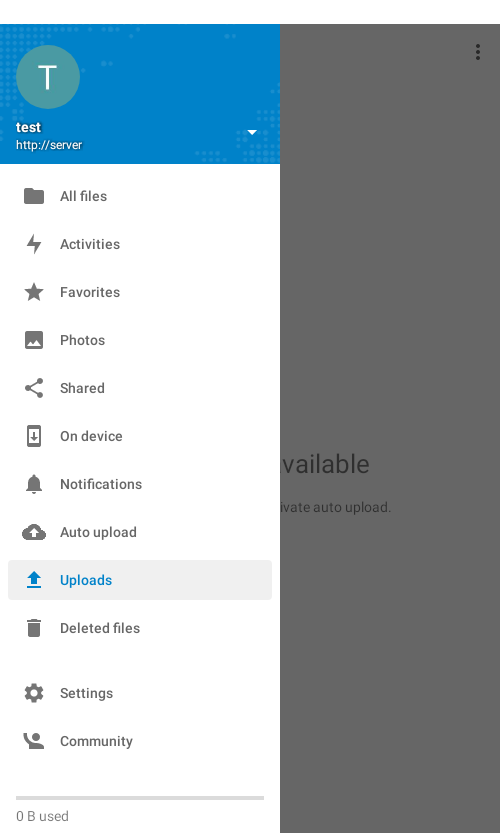 T
test
http://server
All files
Activities
Favorites
Photos
Shared
On device
Notifications
Auto upload
Uploads
Deleted files
Settings
Community
0 B used
vailable
ivate auto upload.